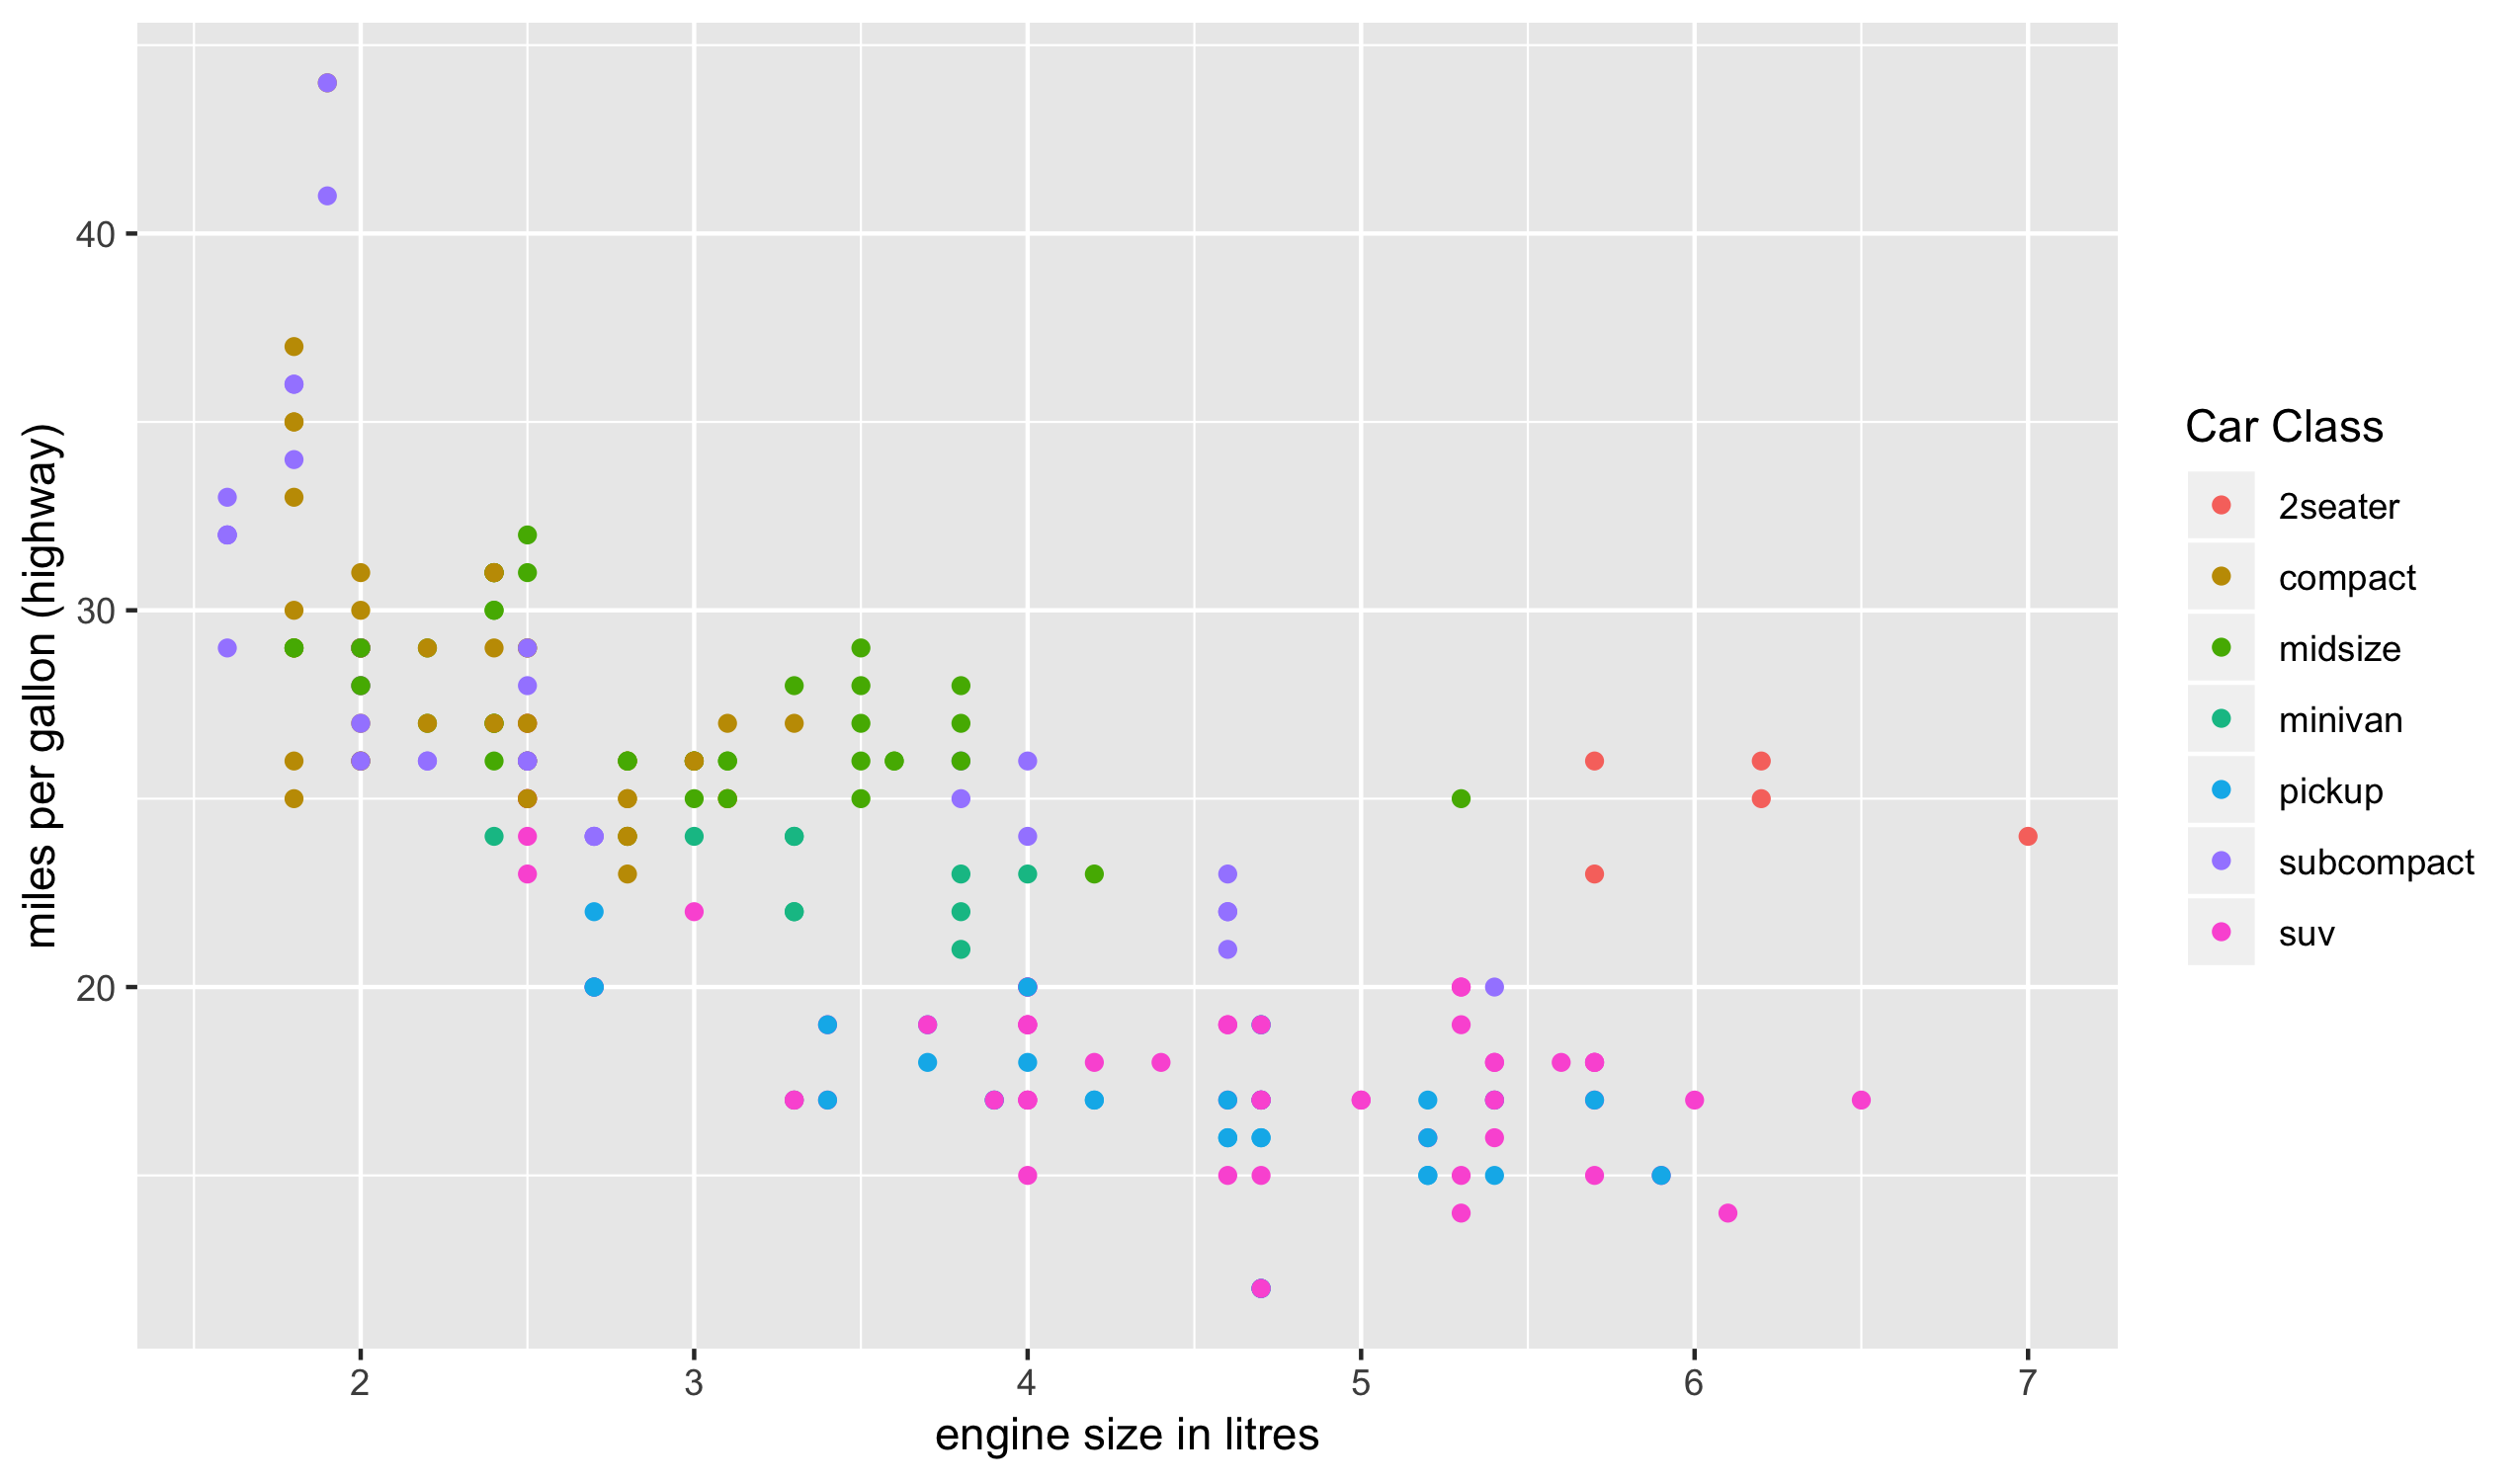 miles per gallon (highway)
40
30
20
2 3 4 5 6 7
engine size in litres
Car Class
2seater
compact
midsize
minivan
pickup
subcompact
suv